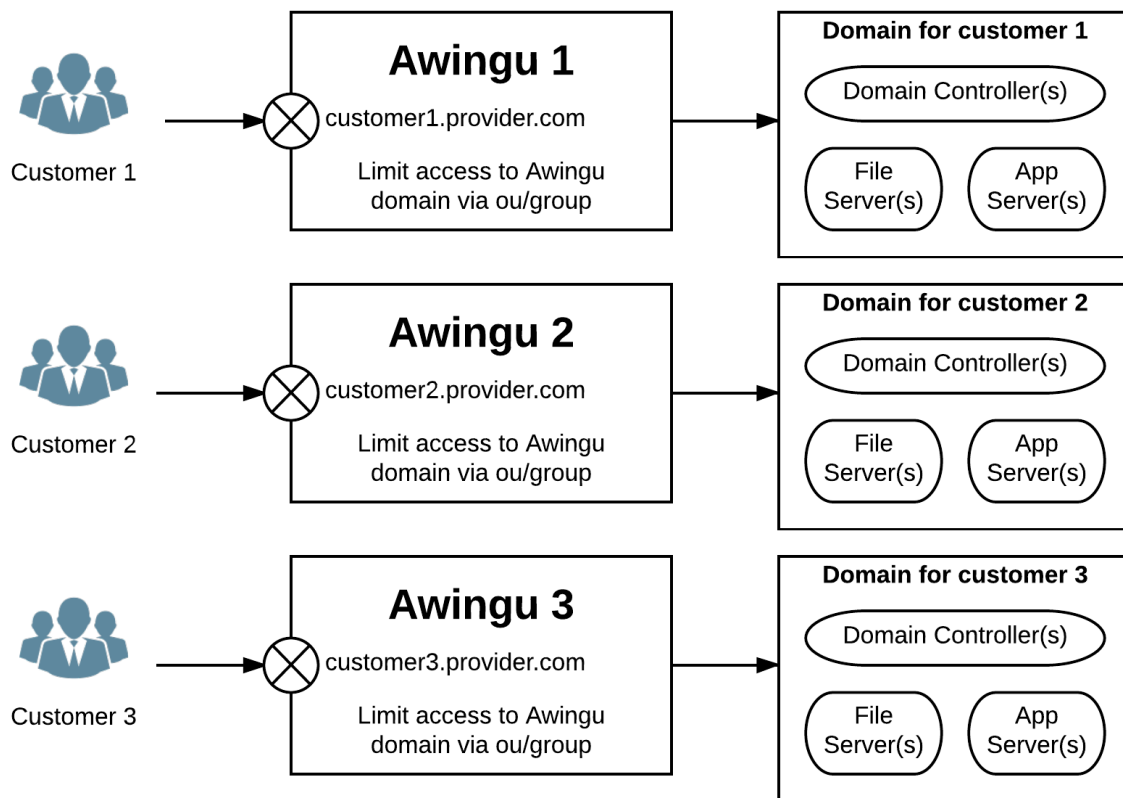 Customer 1
Awingu 1
customer1.provider.com
Limit access to Awingu
domain via ou/group
Domain for customer 1
Domain Controller(s)
File
Server(s)
App
Server(s)
Customer 2
Awingu 2
customer2.provider.com
Limit access to Awingu
domain via ou/group
Domain for customer 2
Domain Controller(s)
File
Server(s)
App
Server(s)
Customer 3
Awingu 3
customer3.provider.com
Limit access to Awingu
domain via ou/group
Domain for customer 3
Domain Controller(s)
File
Server(s)
App
Server(s)